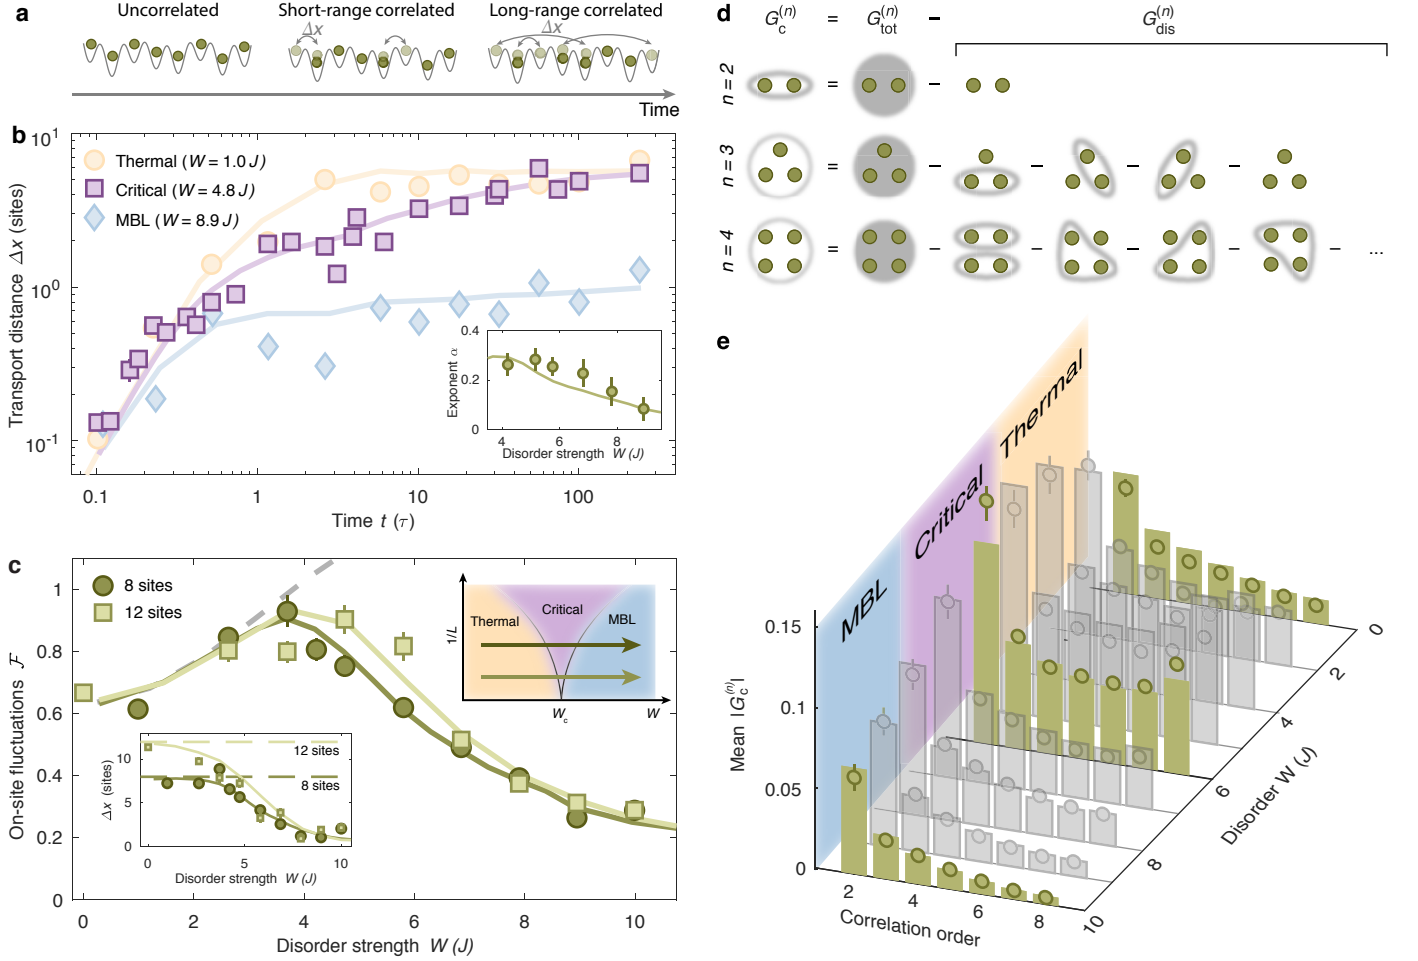 a
Uncorrelated
Short-range correlated
Long-range correlated
Δx
Δx
Time
b
10¹
10⁰
10⁻¹
Transport distance Δx (sites)
Thermal (W = 1.0 J)
Critical (W = 4.8 J)
MBL (W = 8.9 J)
0.1
1
10
100
Time t (τ)
0.4
0.2
0
Exponent α
4
6
8
Disorder strength W (J)
c
1
0.8
0.6
0.4
0.2
0
On-site fluctuations 𝓕
8 sites
12 sites
0
2
4
6
8
10
Disorder strength W (J)
1/L
Thermal
Critical
MBL
W_c
W
10
5
0
Δx (sites)
12 sites
8 sites
0
5
10
Disorder strength W (J)
d
G_c^(n) = G_tot^(n) − G_dis^(n)
n = 2
= −
n = 3
= − − − −
n = 4
= − − − − − ...
e
MBL
Critical
Thermal
0.15
0.1
0.05
0
Mean |G_c^(n)|
2
4
6
8
Correlation order
0
2
4
6
8
10
Disorder W (J)